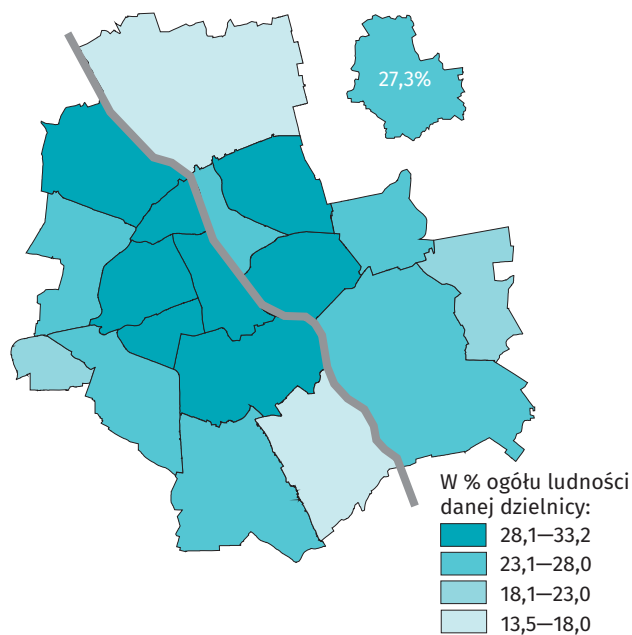 27,3%
W % ogółu ludności
danej dzielnicy:
28,1—33,2
23,1—28,0
18,1—23,0
13,5—18,0